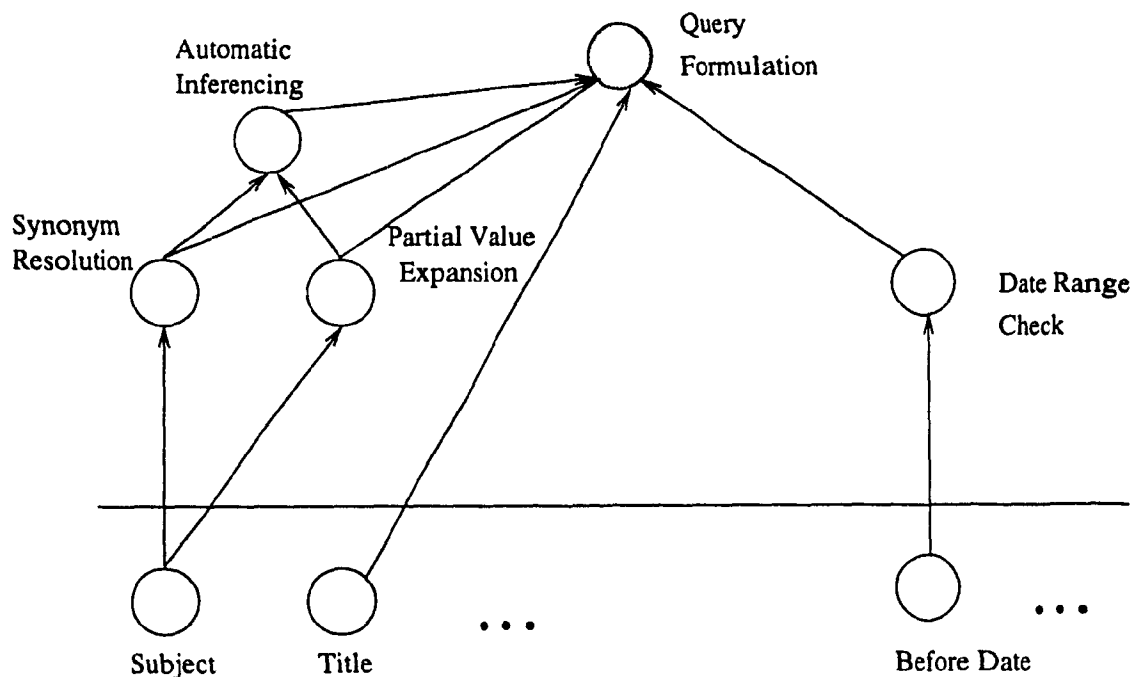 Query
Formulation
Automatic
Inferencing
Synonym
Resolution
Partial Value
Expansion
Date Range
Check
. . .
. . .
Subject
Title
Before Date